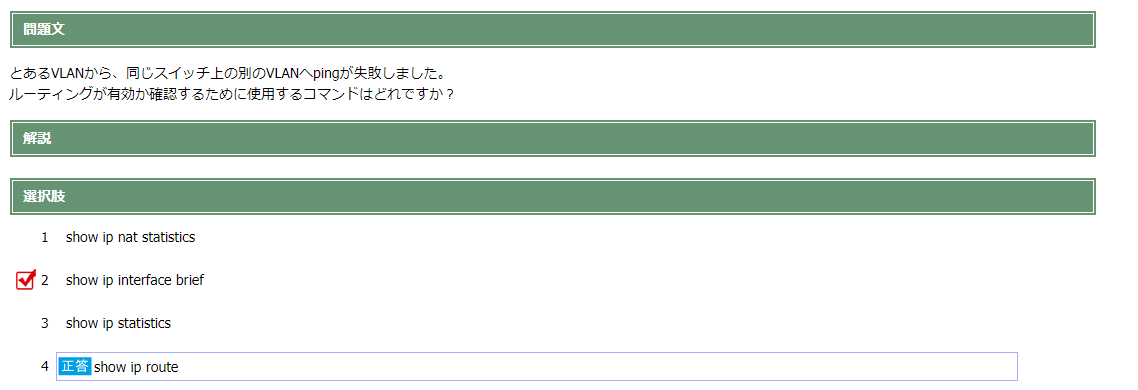 問題文
とあるVLANから、同じスイッチ上の別のVLANへpingが失敗しました。
ルーティングが有効か確認するために使用するコマンドはどれですか？
解説
選択肢
1 show ip nat statistics
2 show ip interface brief
3 show ip statistics
4 正答 show ip route